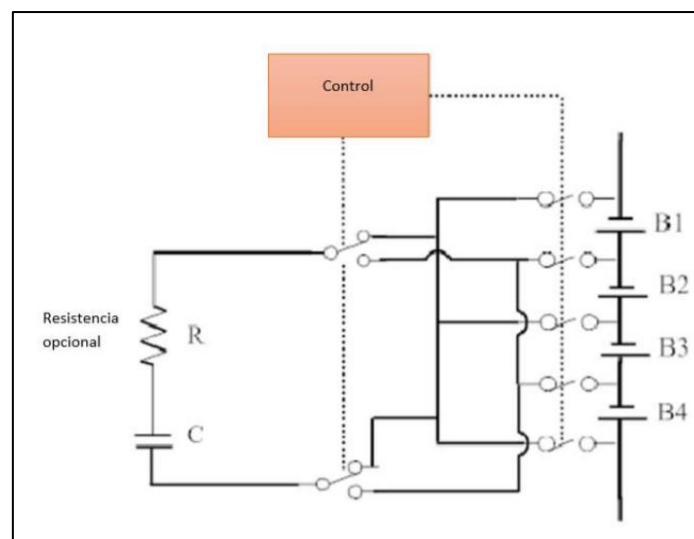 Control
B1
B2
Resistencia
opcional
R
B3
B4
C